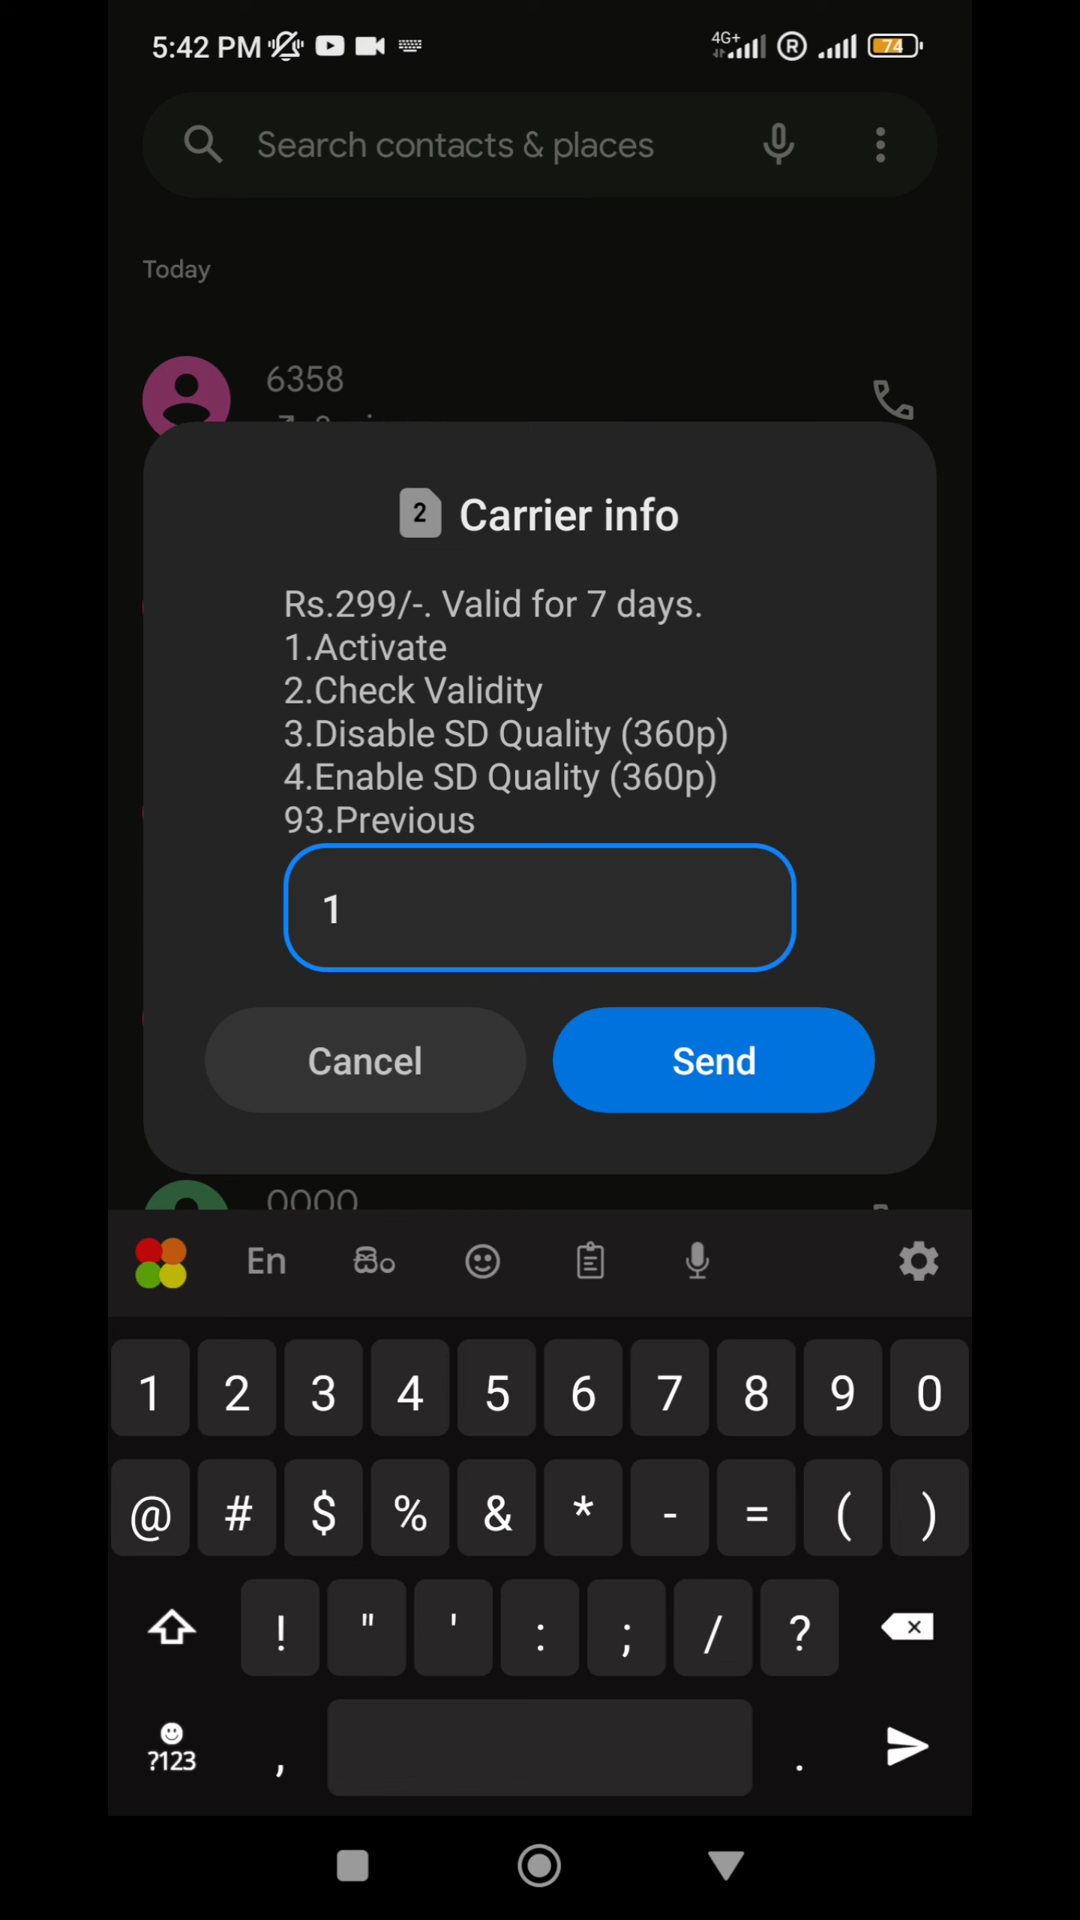 5:42 PM
4G+
R
74
Search contacts & places
Today
6358
2 Carrier info
Rs.299/-. Valid for 7 days.
1.Activate
2.Check Validity
3.Disable SD Quality (360p)
4.Enable SD Quality (360p)
93.Previous
1
Cancel Send
0000
En සිං
1 2 3 4 5 6 7 8 9 0
@ # $ % & * - = ( )
! " ' : ; / ?
?123 , .